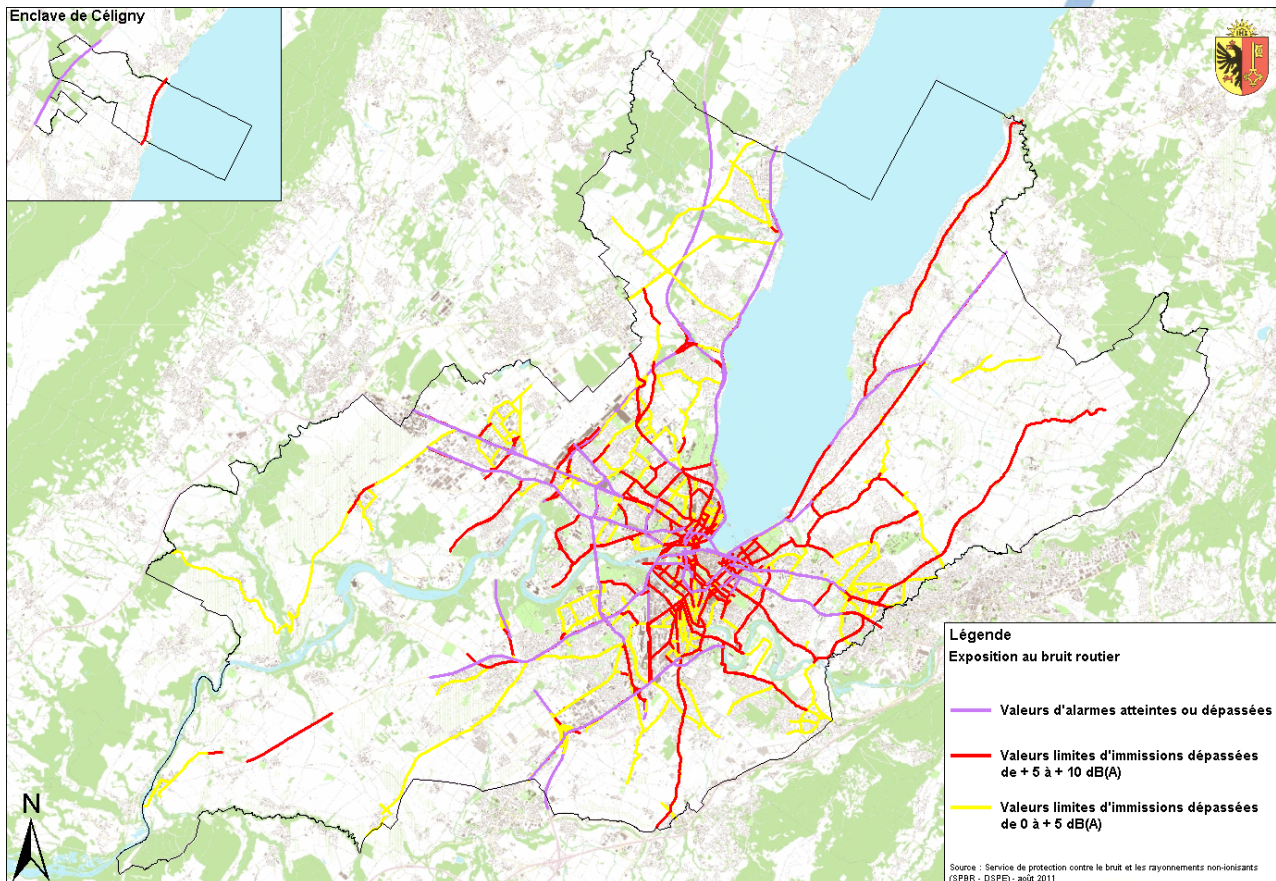 Enclave de Céligny
Légende
Exposition au bruit routier
Valeurs d'alarmes atteintes ou dépassées
Valeurs limites d'immissions dépassées
de + 5 à + 10 dB(A)
Valeurs limites d'immissions dépassées
de 0 à + 5 dB(A)
N
Source : Service de protection contre le bruit et les rayonnements non-ionisants
(SPBR - DSPE) - août 2011